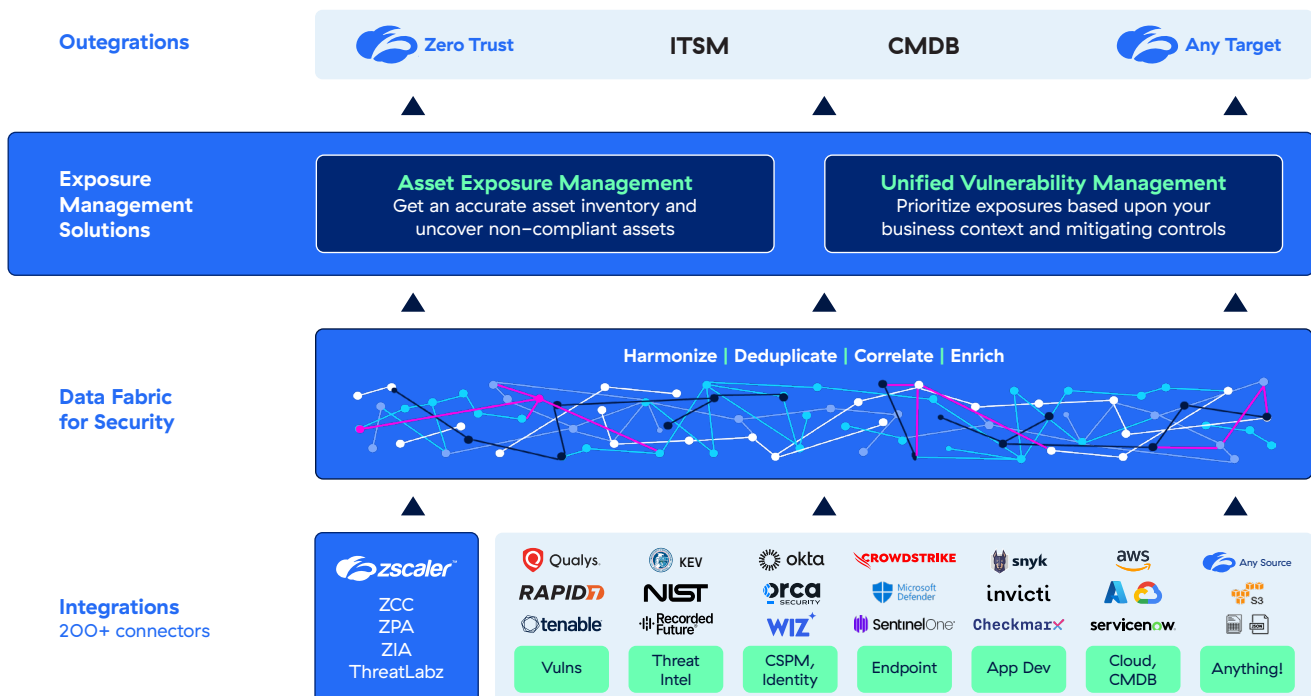 Outegrations
Zero Trust
ITSM
CMDB
Any Target
Exposure
Management
Solutions
Asset Exposure Management
Get an accurate asset inventory and
uncover non-compliant assets
Unified Vulnerability Management
Prioritize exposures based upon your
business context and mitigating controls
Data Fabric
for Security
Harmonize | Deduplicate | Correlate | Enrich
Integrations
200+ connectors
zscaler™
ZCC
ZPA
ZIA
ThreatLabz
Qualys.
RAPID7
tenable
Vulns
KEV
NIST
Recorded
Future®
Threat
Intel
okta
orca
SECURITY
WIZ
CSPM,
Identity
CROWDSTRIKE
Microsoft
Defender
SentinelOne®
Endpoint
snyk
invicti
Checkmarx
App Dev
aws
servicenow.
Cloud,
CMDB
Any Source
S3
JSON
Anything!